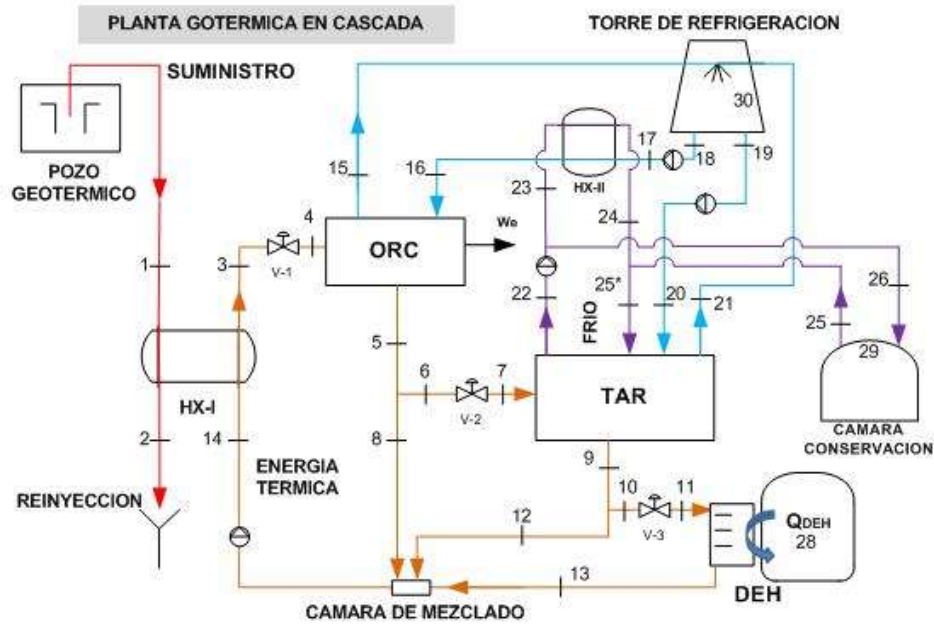 PLANTA GOTERMICA EN CASCADA
TORRE DE REFRIGERACION
SUMINISTRO
POZO
GEOTERMICO
30
17
18
19
HX-II
15
16
23
24
4
ORC
We
V-1
1
3
22
25*
FRIO
20
21
26
25
29
CAMARA
CONSERVACION
5
HX-I
6
7
V-2
TAR
2
14
8
9
ENERGIA
TERMICA
REINYECCION
10
11
V-3
12
QDEH
28
13
DEH
CAMARA DE MEZCLADO